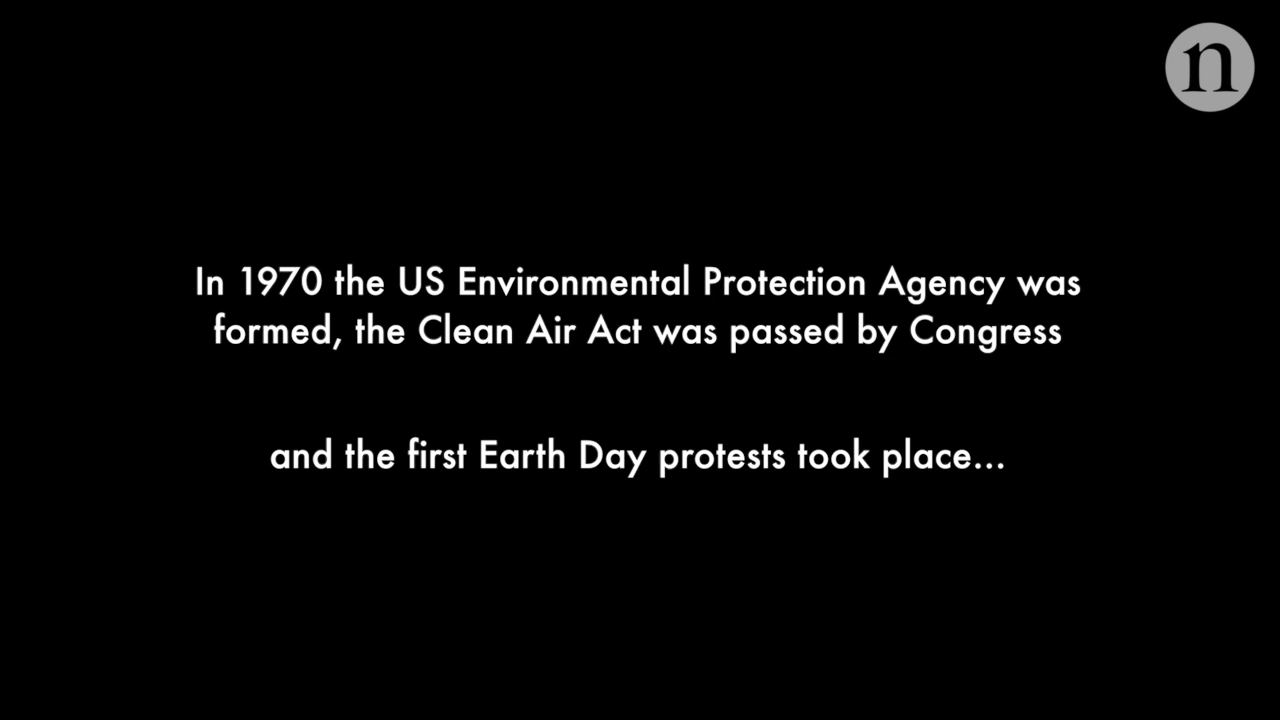 n
In 1970 the US Environmental Protection Agency was
formed, the Clean Air Act was passed by Congress
and the first Earth Day protests took place...